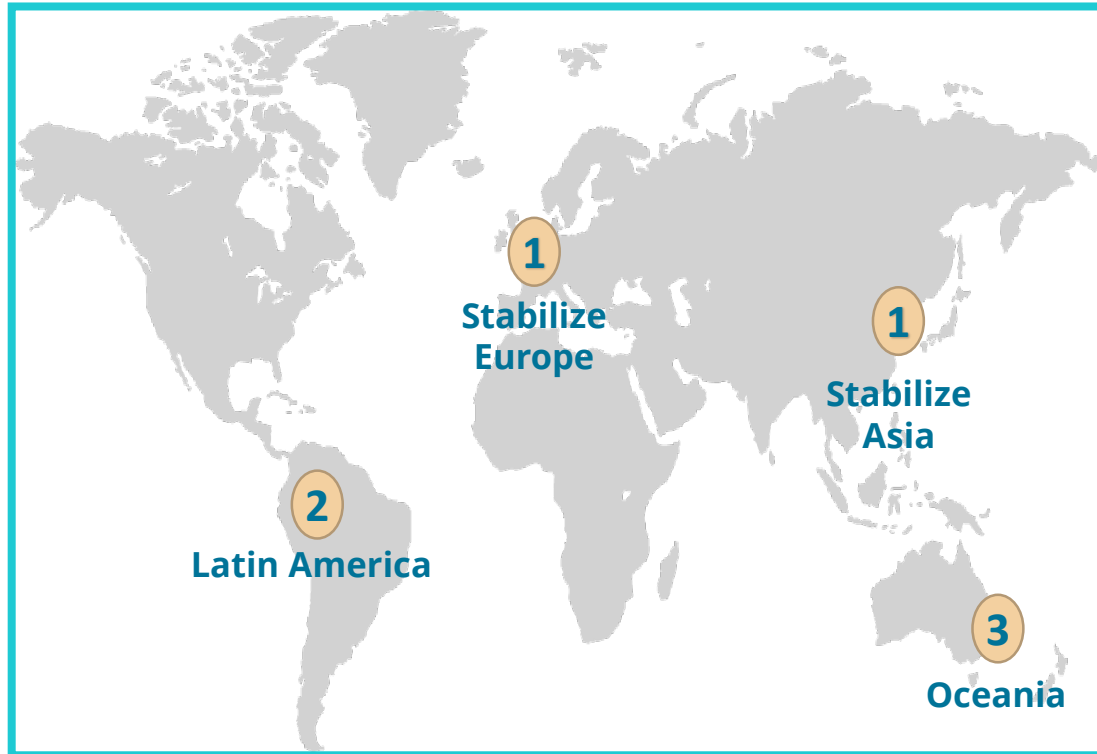 1
Stabilize
Europe
1
Stabilize
Asia
2
Latin America
3
Oceania